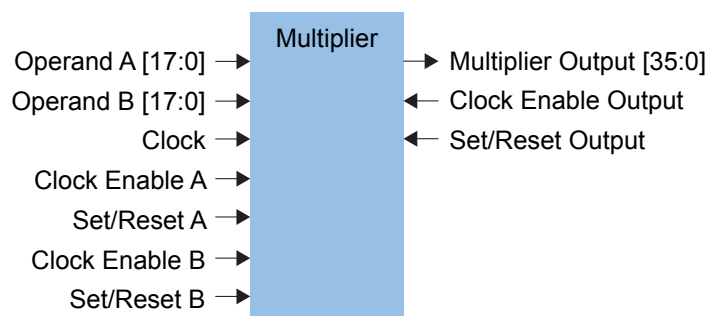 Multiplier
Operand A [17:0]
Operand B [17:0]
Clock
Clock Enable A
Set/Reset A
Clock Enable B
Set/Reset B
Multiplier Output [35:0]
Clock Enable Output
Set/Reset Output